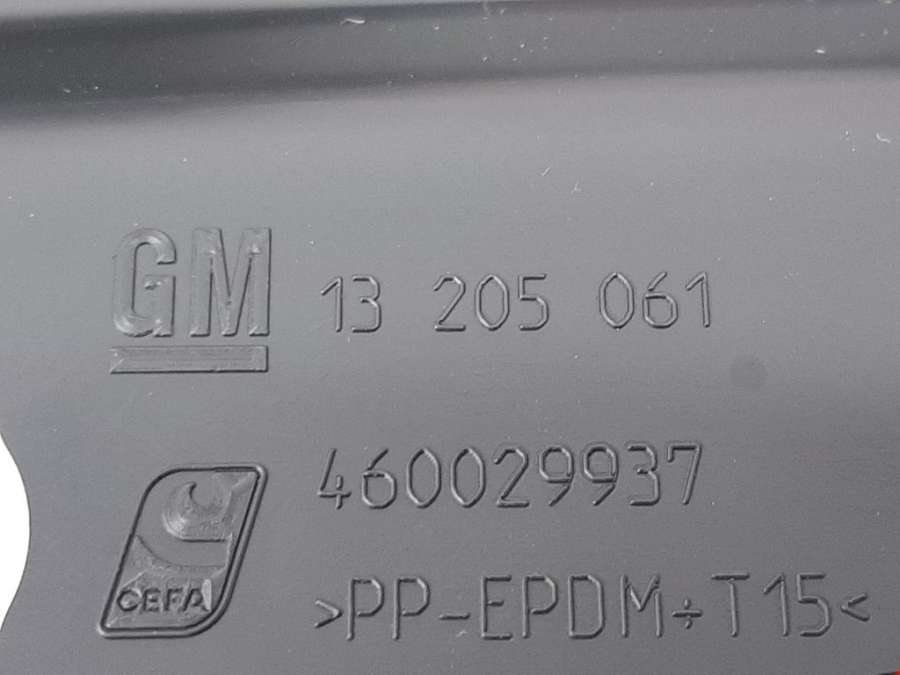 GM 13 205 061
460029937
CEFA
>PP-EPDM+T15<